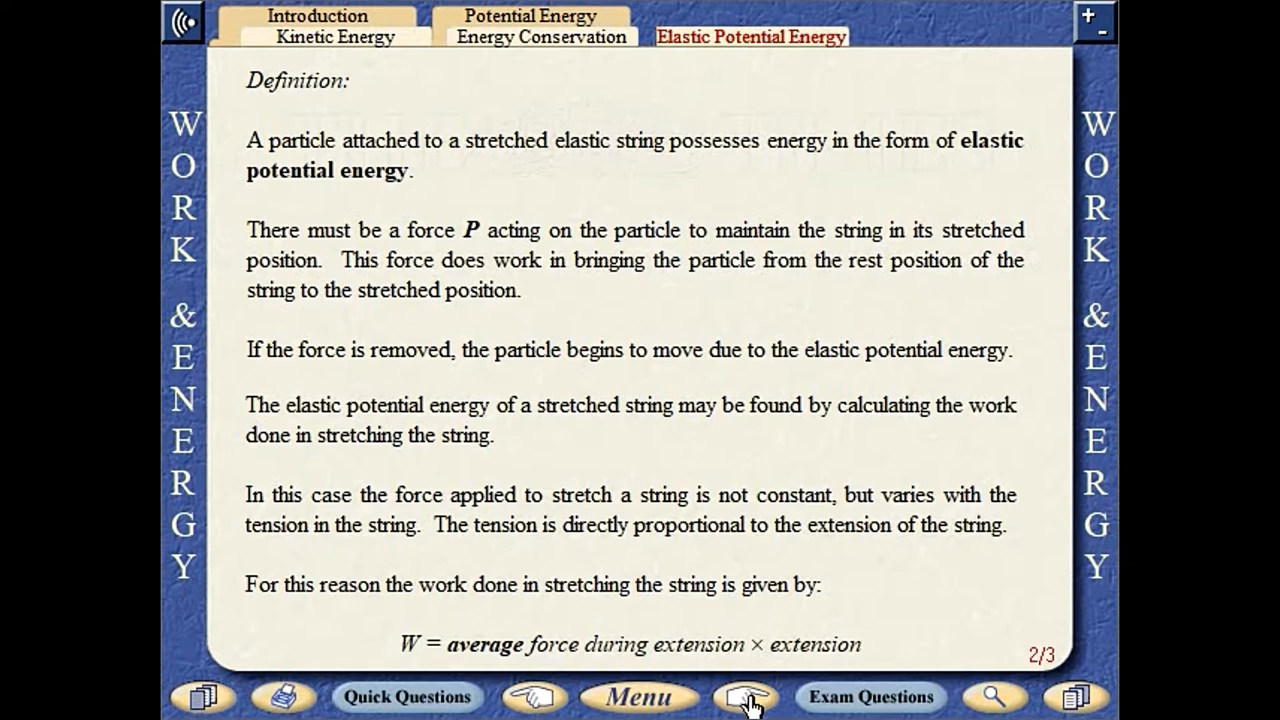 Introduction
Potential Energy
Kinetic Energy
Energy Conservation
Elastic Potential Energy
+
-
Definition:
A particle attached to a stretched elastic string possesses energy in the form of elastic
potential energy.
There must be a force P acting on the particle to maintain the string in its stretched
position. This force does work in bringing the particle from the rest position of the
string to the stretched position.
If the force is removed, the particle begins to move due to the elastic potential energy.
The elastic potential energy of a stretched string may be found by calculating the work
done in stretching the string.
In this case the force applied to stretch a string is not constant, but varies with the
tension in the string. The tension is directly proportional to the extension of the string.
For this reason the work done in stretching the string is given by:
W = average force during extension × extension
2/3
WORK & ENERGY
WORK & ENERGY
Quick Questions
Menu
Exam Questions